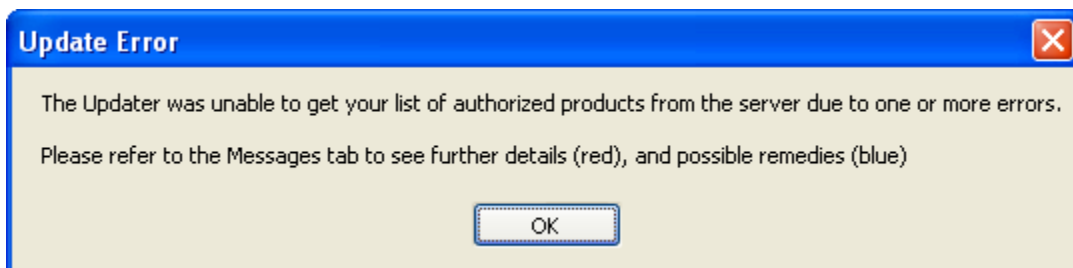 Update Error
The Updater was unable to get your list of authorized products from the server due to one or more errors.
Please refer to the Messages tab to see further details (red), and possible remedies (blue)
OK